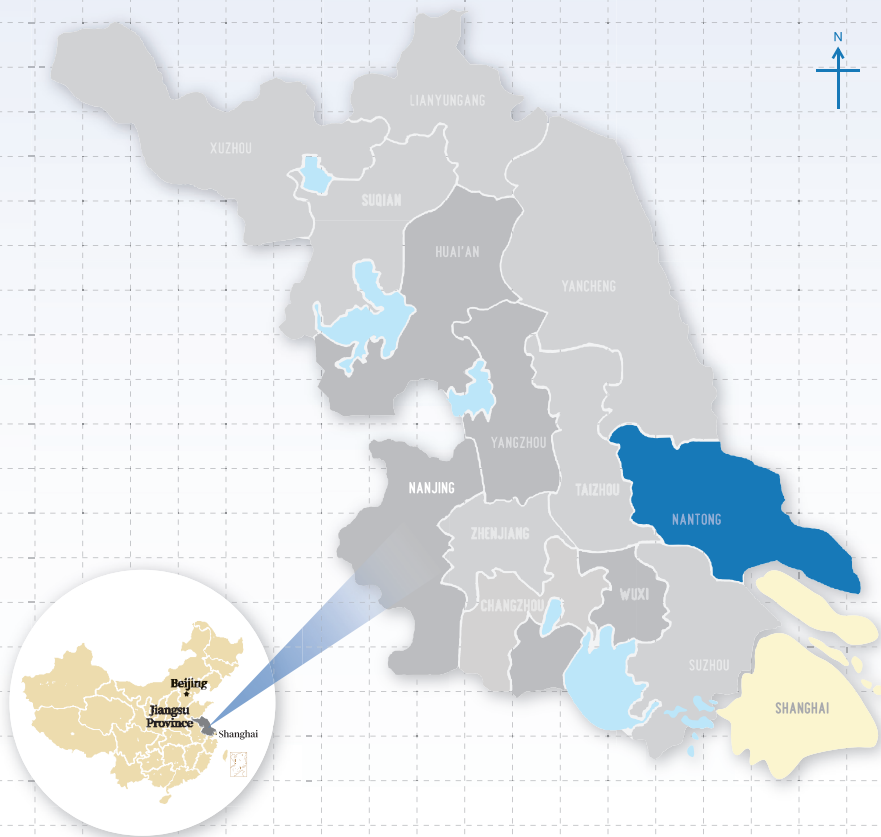 N
LIANYUNGANG
XUZHOU
SUQIAN
HUAI'AN
YANCHENG
YANGZHOU
NANJING
TAIZHOU
NANTONG
ZHENJIANG
WUXI
CHANGZHOU
SUZHOU
SHANGHAI
Beijing
Jiangsu
Province
Shanghai